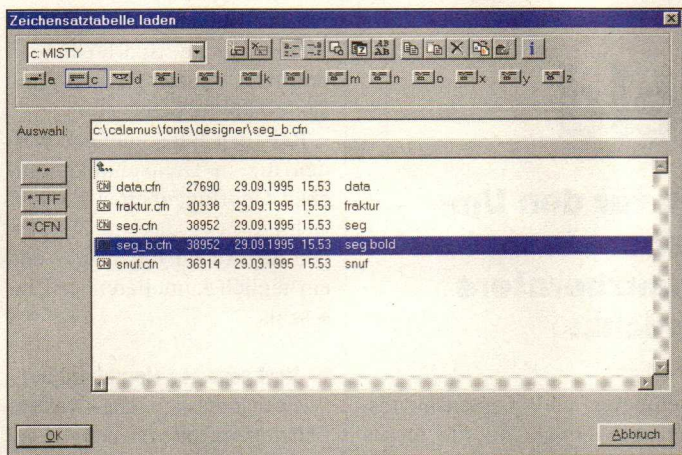 Zeichensatztabelle laden
c: MISTY
a c d i j k l m n o x y z
Auswahl: c:\calamus\fonts\designer\seg_b.cfn
*.*
*.TTF
*.CFN
..
data.cfn 27690 29.09.1995 15.53 data
fraktur.cfn 30338 29.09.1995 15.53 fraktur
seg.cfn 38952 29.09.1995 15.53 seg
seg_b.cfn 38952 29.09.1995 15.53 seg bold
snuf.cfn 36914 29.09.1995 15.53 snuf
OK Abbruch